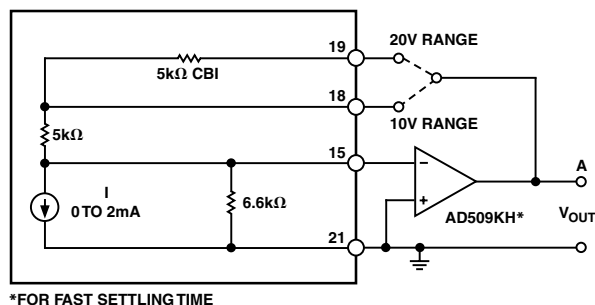 19
20V RANGE
5kΩ CBI
18
10V RANGE
5kΩ
15
I
0 TO 2mA
6.6kΩ
–
+
AD509KH*
A
VOUT
21
*FOR FAST SETTLING TIME